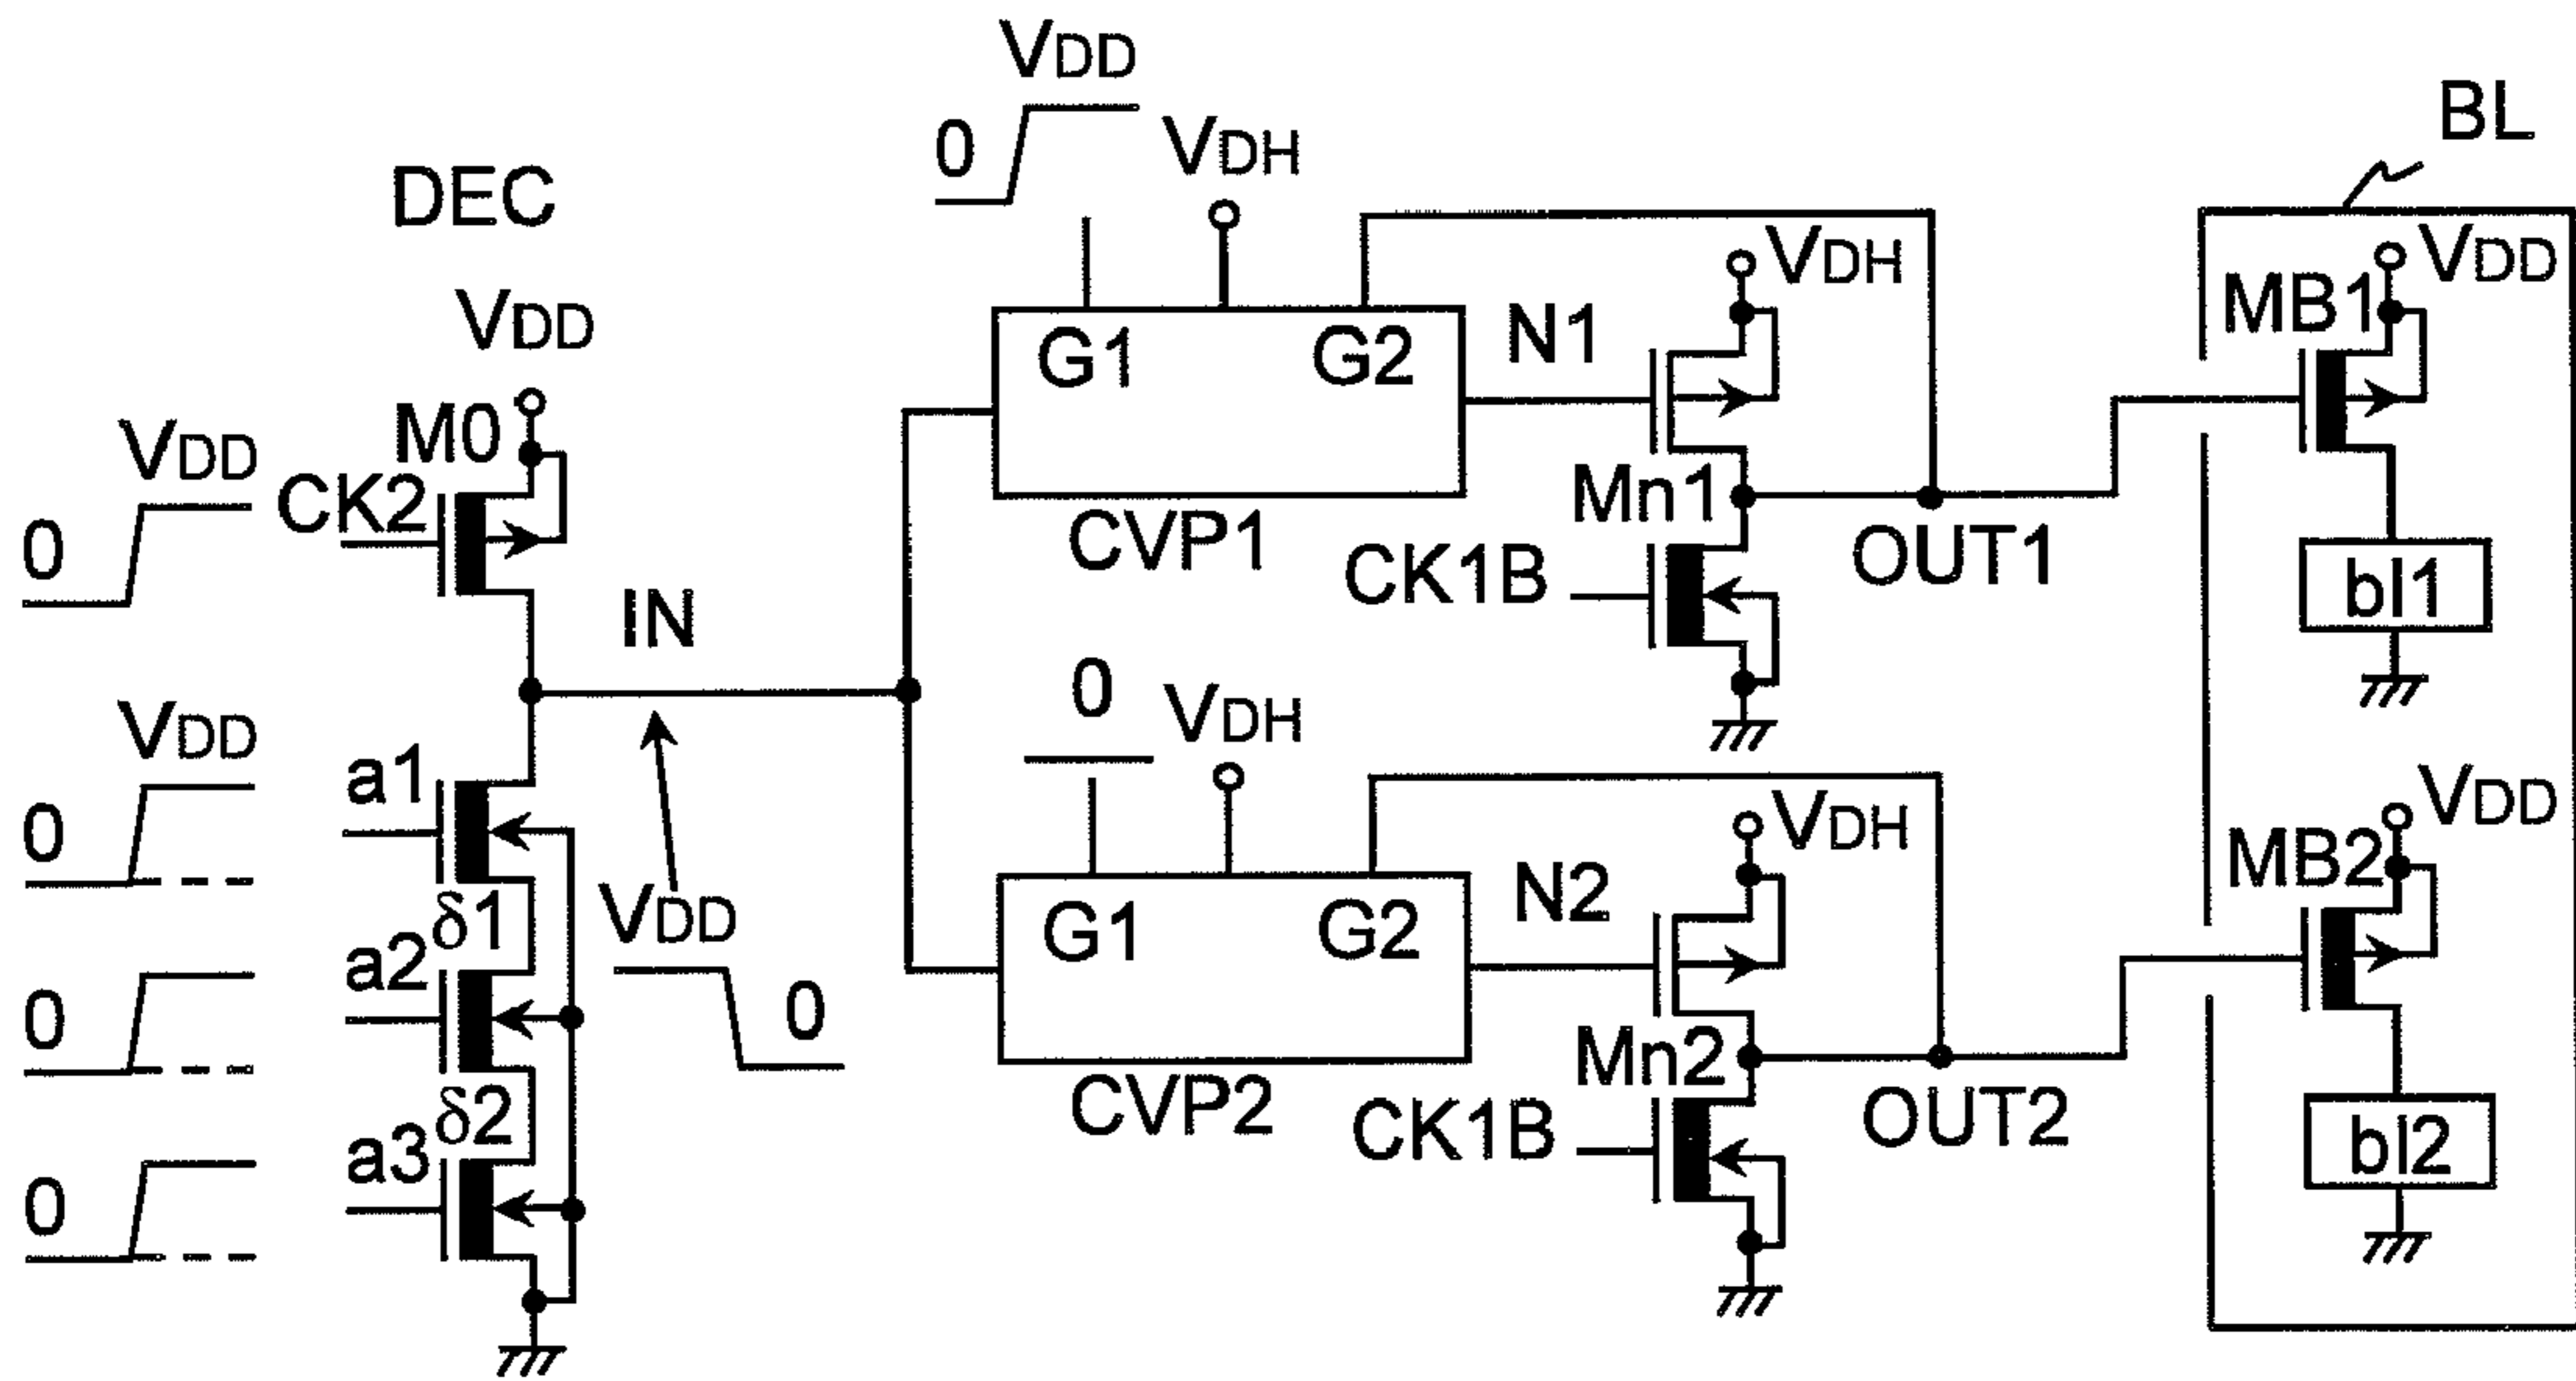 DEC
VDD
M0
VDD
0
CK2
IN
VDD
0
a1
δ1
VDD
0
0
a2
δ2
0
a3
VDD
0
VDH
G1
G2
CVP1
N1
VDH
Mn1
CK1B
OUT1
0
VDH
G1
G2
CVP2
N2
VDH
Mn2
CK1B
OUT2
BL
VDD
MB1
bl1
VDD
MB2
bl2